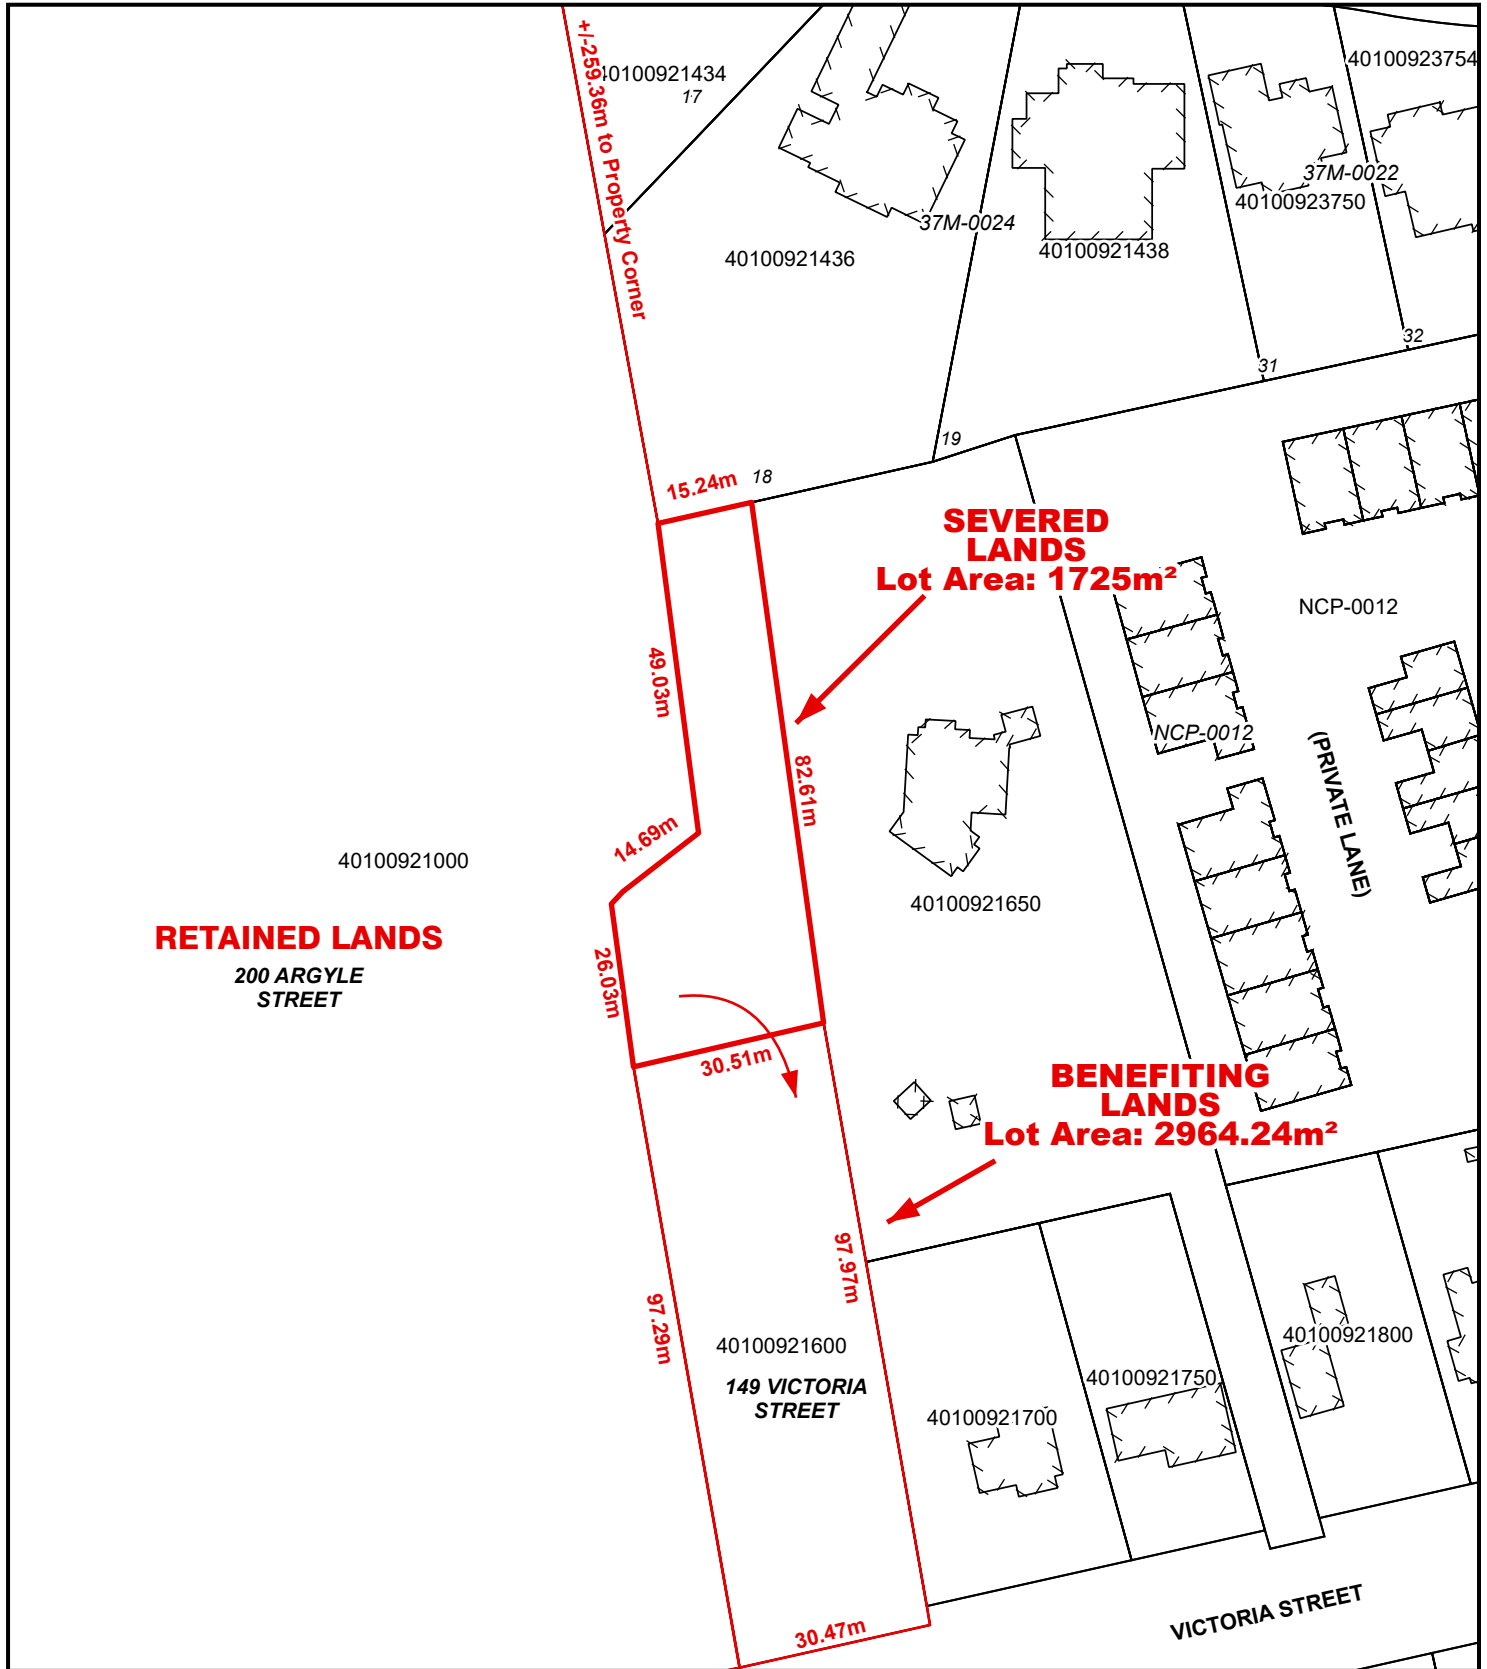 +/-259.36m to Property Corner
40100921434
17
40100923754
37M-0022
40100923750
37M-0024
40100921436
40100921438
32
31
19
18
15.24m
SEVERED
LANDS
Lot Area: 1725m²
NCP-0012
49.03m
NCP-0012
(PRIVATE LANE)
82.61m
14.69m
40100921000
40100921650
RETAINED LANDS
200 ARGYLE
STREET
26.03m
30.51m
BENEFITING
LANDS
Lot Area: 2964.24m²
97.97m
97.29m
40100921600
149 VICTORIA
STREET
40100921800
40100921750
40100921700
30.47m
VICTORIA STREET